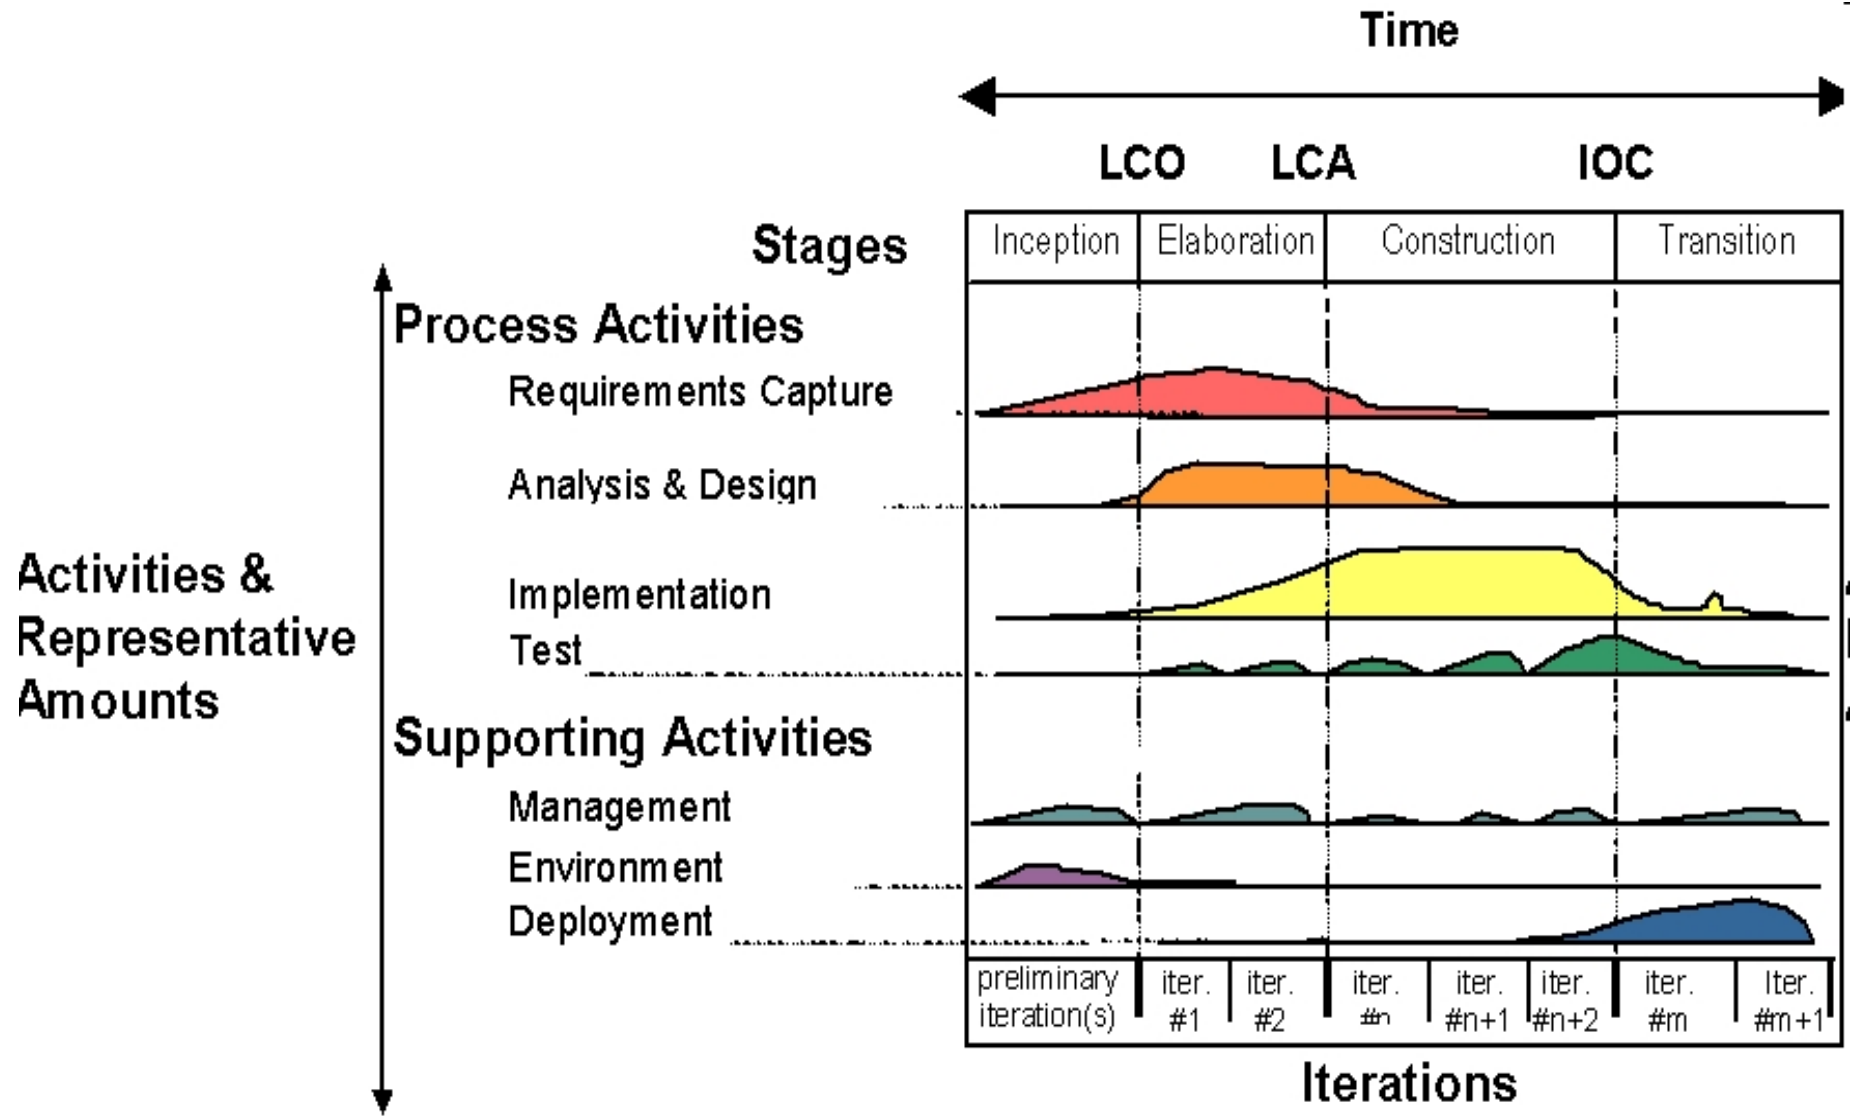 Time
LCO LCA IOC
Stages
Inception Elaboration Construction Transition
Process Activities
Requirements Capture
Analysis & Design
Implementation
Test
Activities &
Representative
Amounts
Supporting Activities
Management
Environment
Deployment
preliminary
iteration(s)
iter.
#1
iter.
#2
iter.
#n
iter.
#n+1
iter.
#n+2
iter.
#m
Iter.
#m+1
Iterations